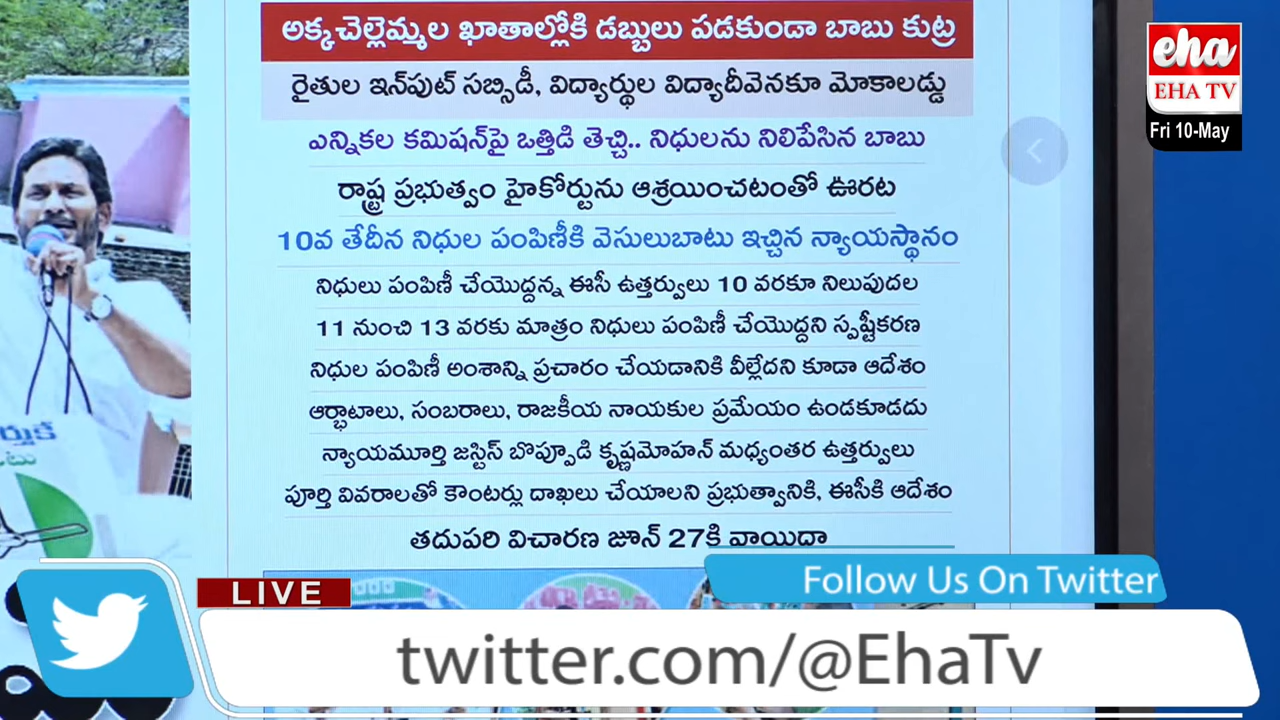 అక్కచెల్లెమ్మల ఖాతాల్లోకి డబ్బులు పడకుండా బాబు కుట్ర
రైతుల ఇన్‌పుట్ సబ్సిడీ, విద్యార్థుల విద్యాదీవెనకూ మోకాలడ్డు
ఎన్నికల కమిషన్‌పై ఒత్తిడి తెచ్చి.. నిధులను నిలిపేసిన బాబు
రాష్ట్ర ప్రభుత్వం హైకోర్టును ఆశ్రయించటంతో ఊరట
10వ తేదీన నిధుల పంపిణీకి వెసులుబాటు ఇచ్చిన న్యాయస్థానం
నిధులు పంపిణీ చేయొద్దన్న ఈసీ ఉత్తర్వులు 10 వరకూ నిలుపుదల
11 నుంచి 13 వరకు మాత్రం నిధులు పంపిణీ చేయొద్దని స్పష్టీకరణ
నిధుల పంపిణీ అంశాన్ని ప్రచారం చేయడానికి వీల్లేదని కూడా ఆదేశం
ఆర్భాటాలు, సంబరాలు, రాజకీయ నాయకుల ప్రమేయం ఉండకూడదు
న్యాయమూర్తి జస్టిస్ బొప్పూడి కృష్ణమోహన్ మధ్యంతర ఉత్తర్వులు
పూర్తి వివరాలతో కౌంటర్లు దాఖలు చేయాలని ప్రభుత్వానికి, ఈసీకి ఆదేశం
తదుపరి విచారణ జూన్ 27కి వాయిదా
eha
EHA TV
Fri 10-May
LIVE
Follow Us On Twitter
twitter.com/@EhaTv